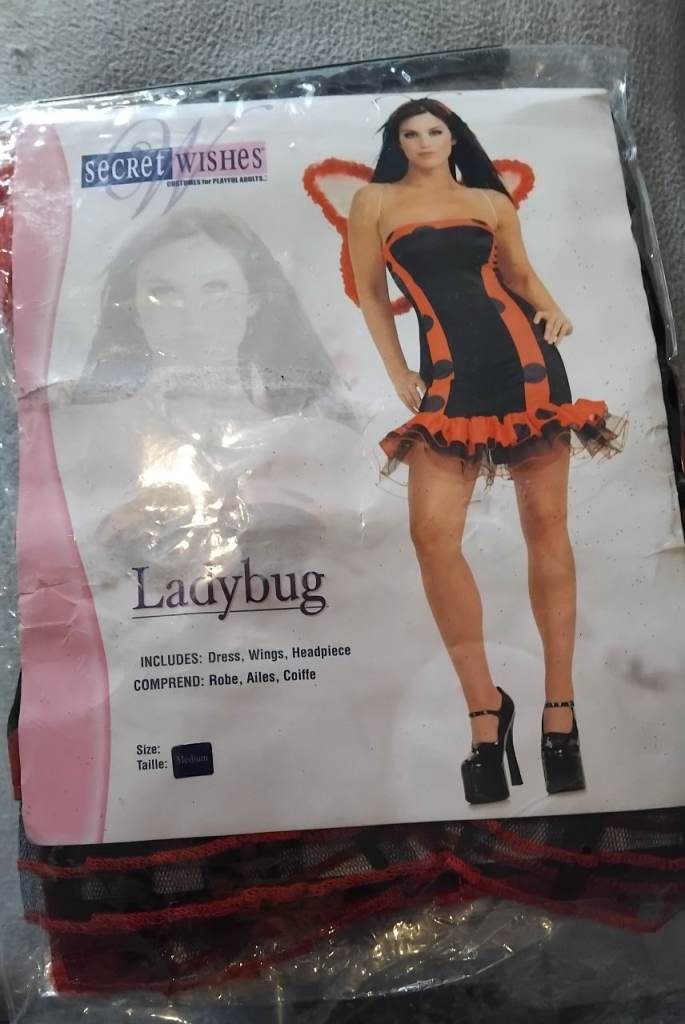 SECRET WISHES
COSTUMES for PLAYFUL ADULTS...
Ladybug
INCLUDES: Dress, Wings, Headpiece
COMPREND: Robe, Ailes, Coiffe
Size:
Taille: Medium